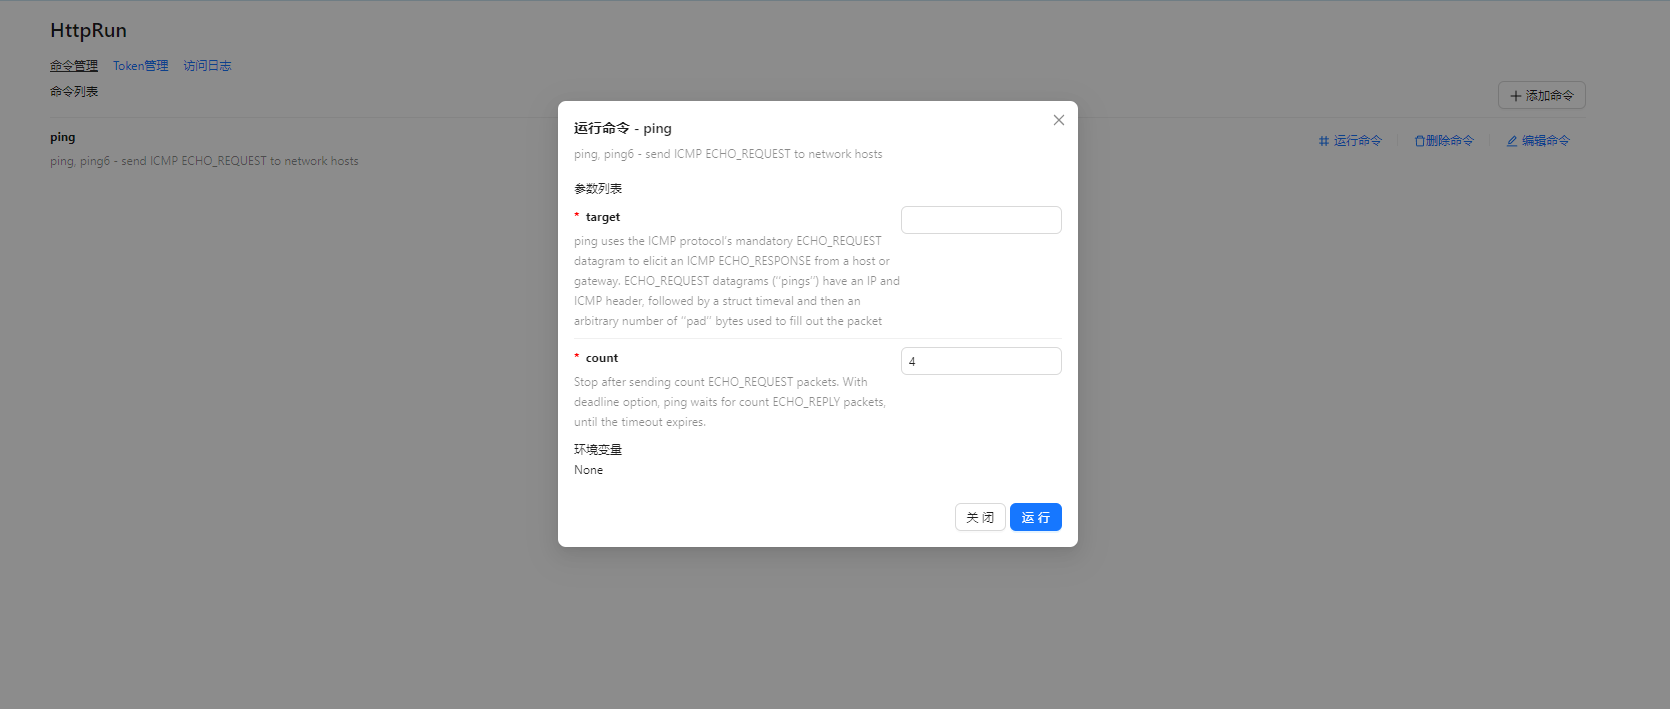 HttpRun
命令管理 Token管理 访问日志
命令列表
+ 添加命令
ping
ping, ping6 - send ICMP ECHO_REQUEST to network hosts
# 运行命令 删除命令 编辑命令
运行命令 - ping
ping, ping6 - send ICMP ECHO_REQUEST to network hosts
参数列表
* target
ping uses the ICMP protocol's mandatory ECHO_REQUEST
datagram to elicit an ICMP ECHO_RESPONSE from a host or
gateway. ECHO_REQUEST datagrams (''pings'') have an IP and
ICMP header, followed by a struct timeval and then an
arbitrary number of ''pad'' bytes used to fill out the packet
* count
4
Stop after sending count ECHO_REQUEST packets. With
deadline option, ping waits for count ECHO_REPLY packets,
until the timeout expires.
环境变量
None
关 闭 运 行